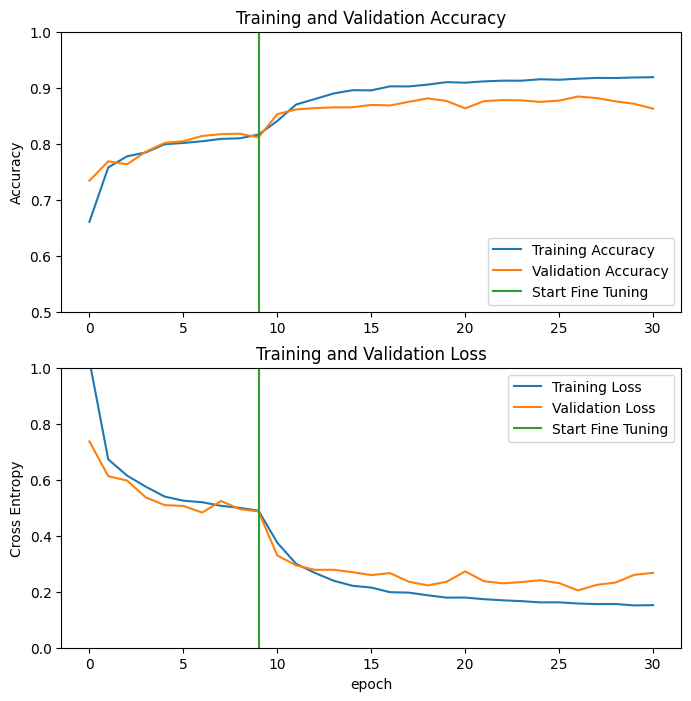 Training and Validation Accuracy
1.0
0.9
0.8
0.7
0.6
0.5
Accuracy
Training Accuracy
Validation Accuracy
Start Fine Tuning
0 5 10 15 20 25 30
Training and Validation Loss
1.0
0.8
0.6
0.4
0.2
0.0
Cross Entropy
Training Loss
Validation Loss
Start Fine Tuning
0 5 10 15 20 25 30
epoch